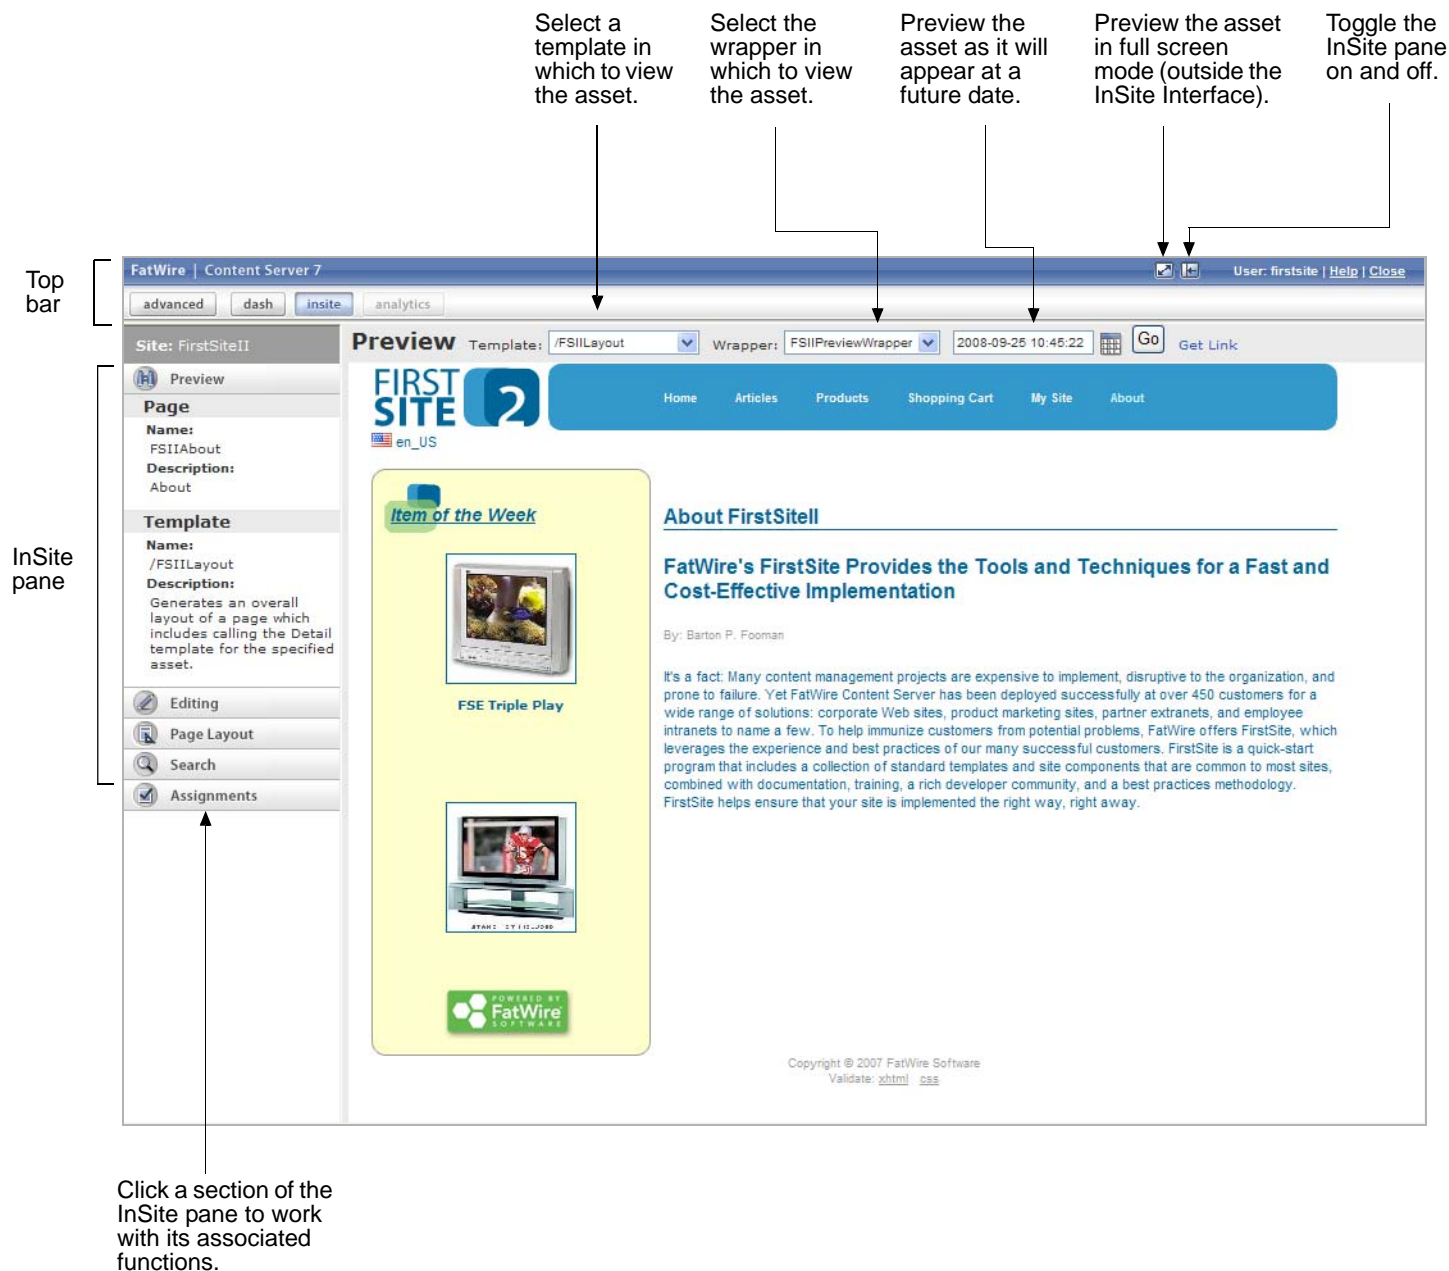 Select a
template in
which to view
the asset.
Select the
wrapper in
which to view
the asset.
Preview the
asset as it will
appear at a
future date.
Preview the asset
in full screen
mode (outside the
InSite Interface).
Toggle the
InSite pane
on and off.
Top
bar
FatWire | Content Server 7
User: firstsite | Help | Close
advanced dash insite analytics
Site: FirstSiteII
Preview Template: /FSIILayout Wrapper: FSIIPreviewWrapper 2008-09-25 10:45:22 Go Get Link
InSite
pane
Preview
Page
Name:
FSIIAbout
Description:
About
Template
Name:
/FSIILayout
Description:
Generates an overall
layout of a page which
includes calling the Detail
template for the specified
asset.
Editing
Page Layout
Search
Assignments
FIRST
SITE 2
Home Articles Products Shopping Cart My Site About
en_US
Item of the Week
FSE Triple Play
POWERED BY
FatWire
SOFTWARE
About FirstSiteII
FatWire's FirstSite Provides the Tools and Techniques for a Fast and
Cost-Effective Implementation
By: Barton P. Fooman
It's a fact: Many content management projects are expensive to implement, disruptive to the organization, and
prone to failure. Yet FatWire Content Server has been deployed successfully at over 450 customers for a
wide range of solutions: corporate Web sites, product marketing sites, partner extranets, and employee
intranets to name a few. To help immunize customers from potential problems, FatWire offers FirstSite, which
leverages the experience and best practices of our many successful customers. FirstSite is a quick-start
program that includes a collection of standard templates and site components that are common to most sites,
combined with documentation, training, a rich developer community, and a best practices methodology.
FirstSite helps ensure that your site is implemented the right way, right away.
Copyright © 2007 FatWire Software
Validate: xhtml css
Click a section of the
InSite pane to work
with its associated
functions.